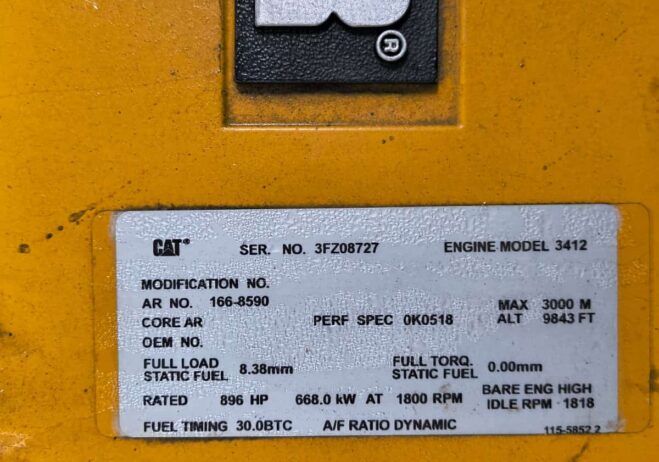 ®
CAT® SER. NO. 3FZ08727 ENGINE MODEL 3412
MODIFICATION NO.
AR NO. 166-8590
CORE AR PERF SPEC 0K0518 MAX 3000 M
ALT 9843 FT
OEM NO.
FULL LOAD
STATIC FUEL 8.38mm FULL TORQ.
STATIC FUEL 0.00mm
RATED 896 HP 668.0 kW AT 1800 RPM BARE ENG HIGH
IDLE RPM - 1818
FUEL TIMING 30.0BTC A/F RATIO DYNAMIC 115-5852 2